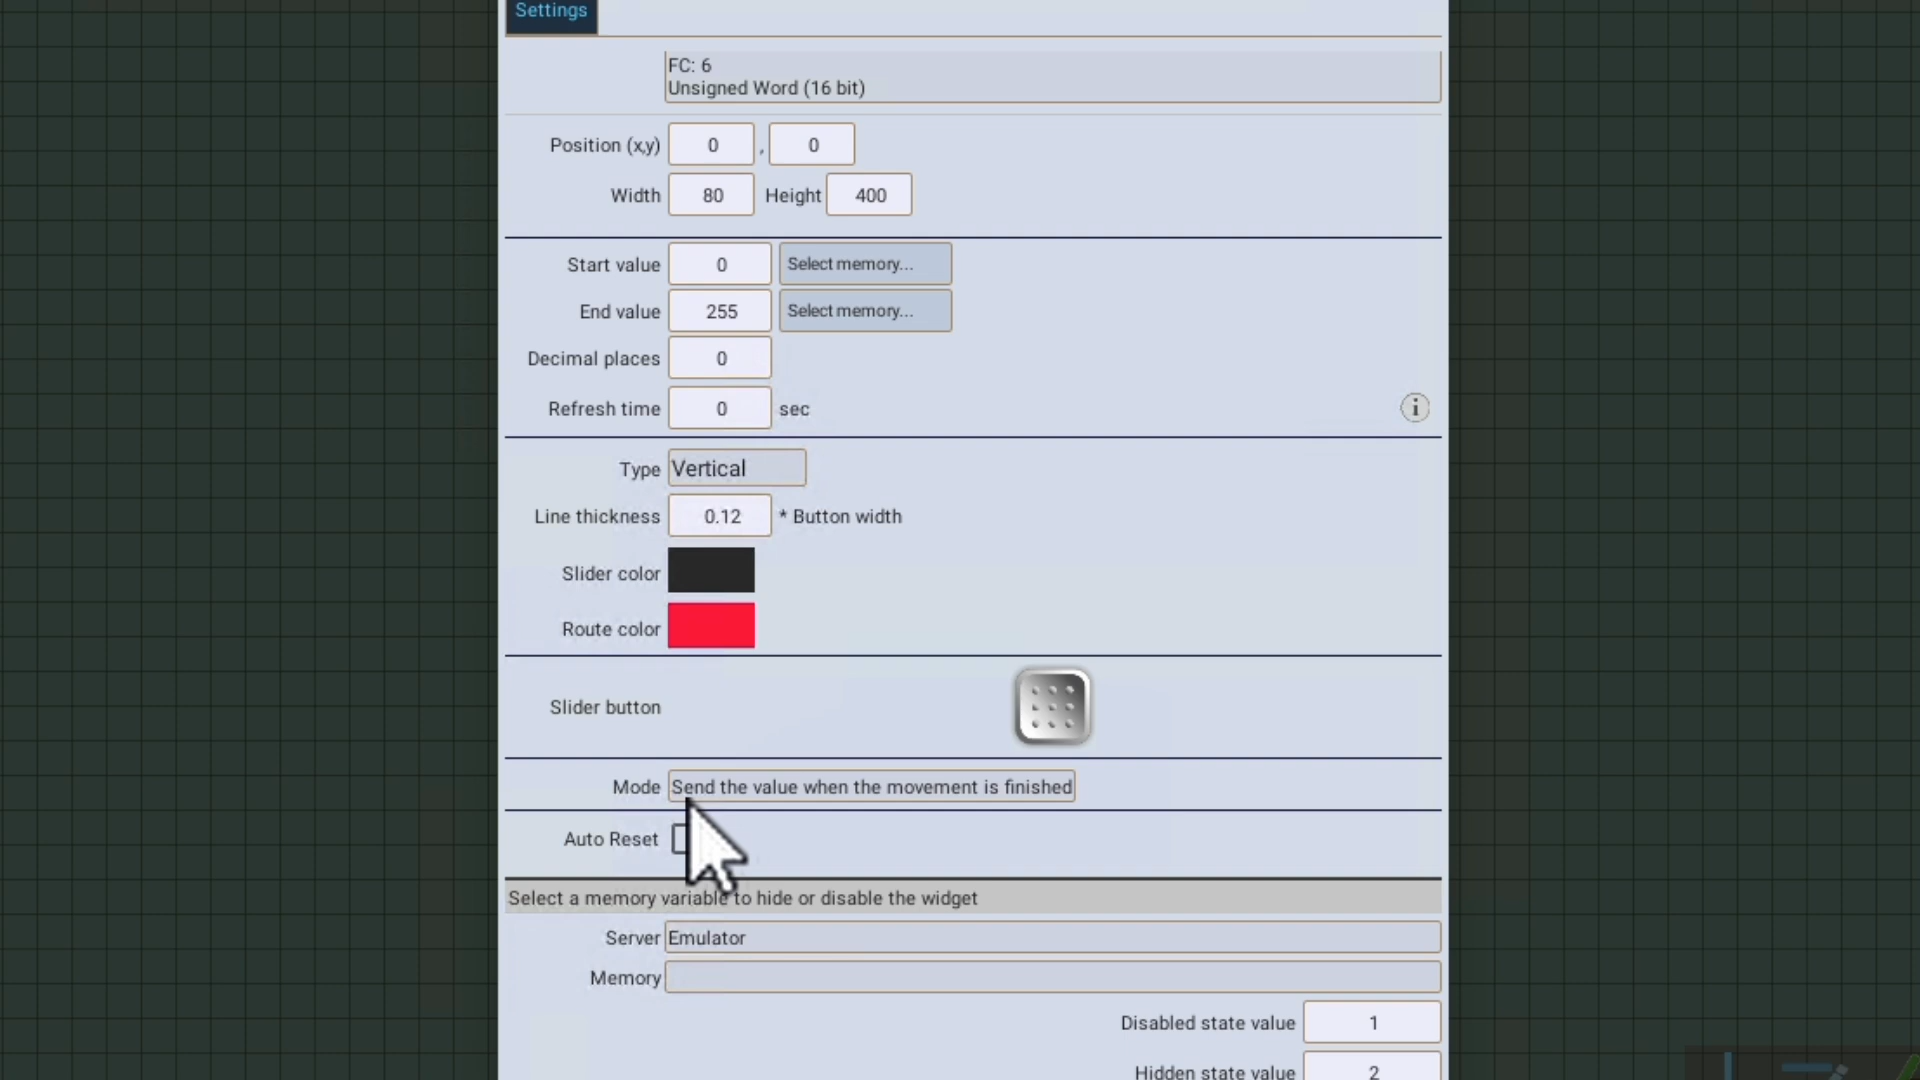 Settings
FC: 6
Unsigned Word (16 bit)
Position (x,y) 0 , 0
Width 80 Height 400
Start value 0 Select memory...
End value 255 Select memory...
Decimal places 0
Refresh time 0 sec i
Type Vertical
Line thickness 0.12 * Button width
Slider color
Route color
Slider button
Mode Send the value when the movement is finished
Auto Reset
Select a memory variable to hide or disable the widget
Server Emulator
Memory
Disabled state value 1
Hidden state value 2